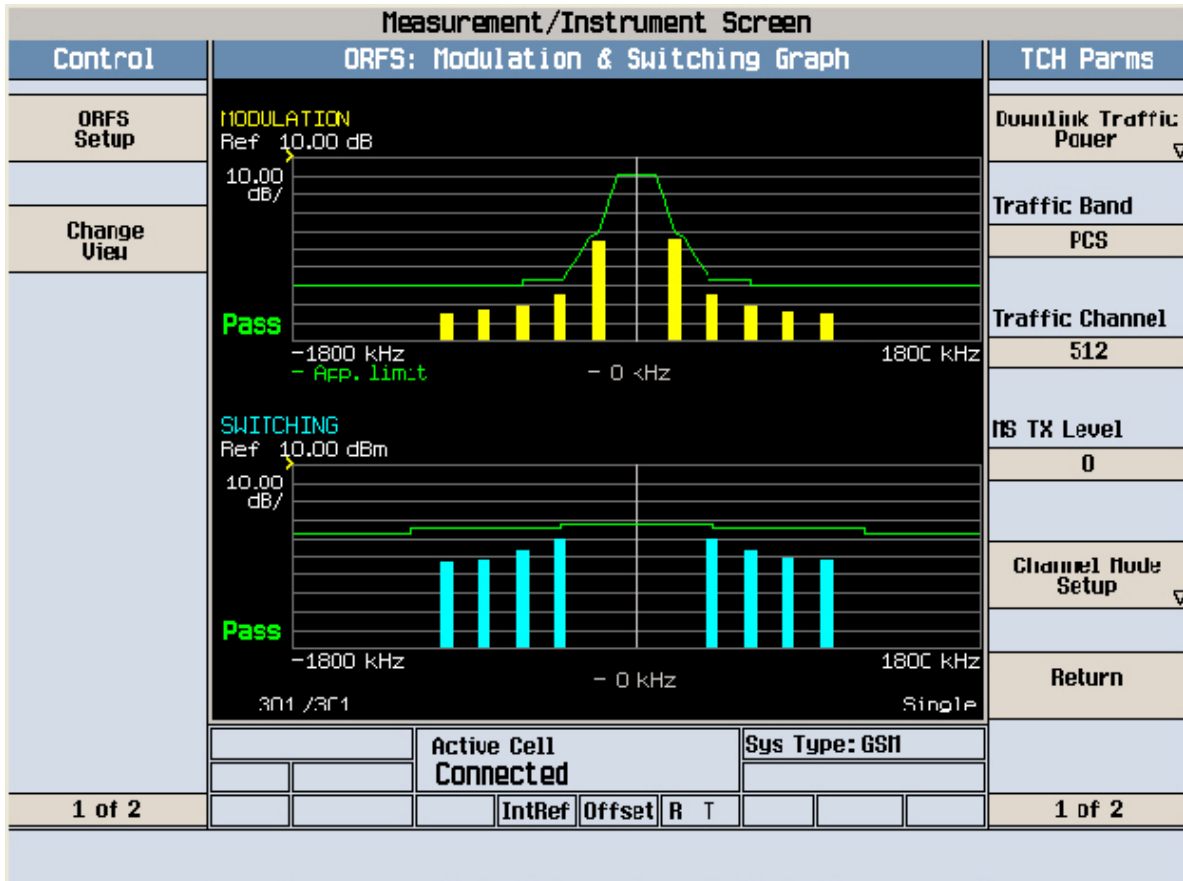 Measurement/Instrument Screen
Control
ORFS: Modulation & Switching Graph
TCH Parms
ORFS
Setup
Change
View
1 of 2
MODULATION
Ref 10.00 dB
10.00
dB/
Pass
-1800 kHz
1800 kHz
- App. limit
- 0 kHz
SWITCHING
Ref 10.00 dBm
10.00
dB/
Pass
-1800 kHz
1800 kHz
- 0 kHz
301 /301
Single
Active Cell
Connected
Sys Type: GSM
IntRef
Offset
R T
Downlink Traffic
Power
Traffic Band
PCS
Traffic Channel
512
MS TX Level
0
Channel Mode
Setup
Return
1 of 2